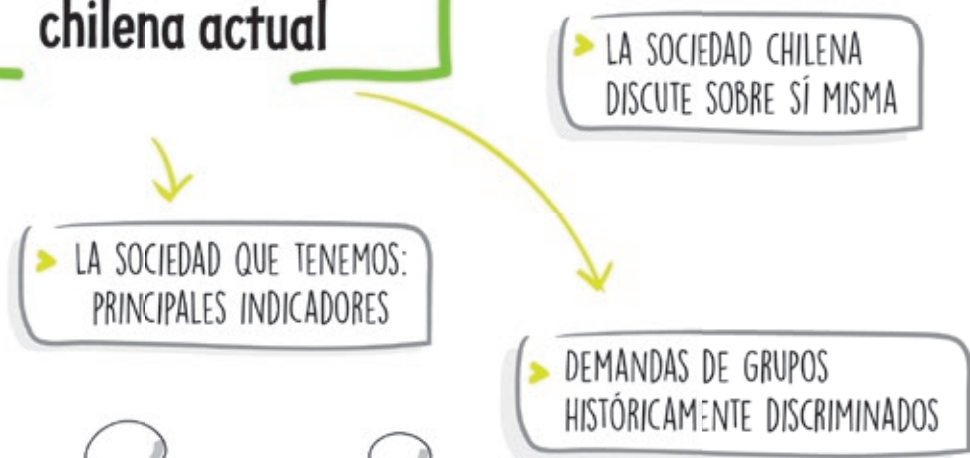 chilena actual
LA SOCIEDAD CHILENA
DISCUTE SOBRE SÍ MISMA
LA SOCIEDAD QUE TENEMOS:
PRINCIPALES INDICADORES
DEMANDAS DE GRUPOS
HISTÓRICAMENTE DISCRIMINADOS